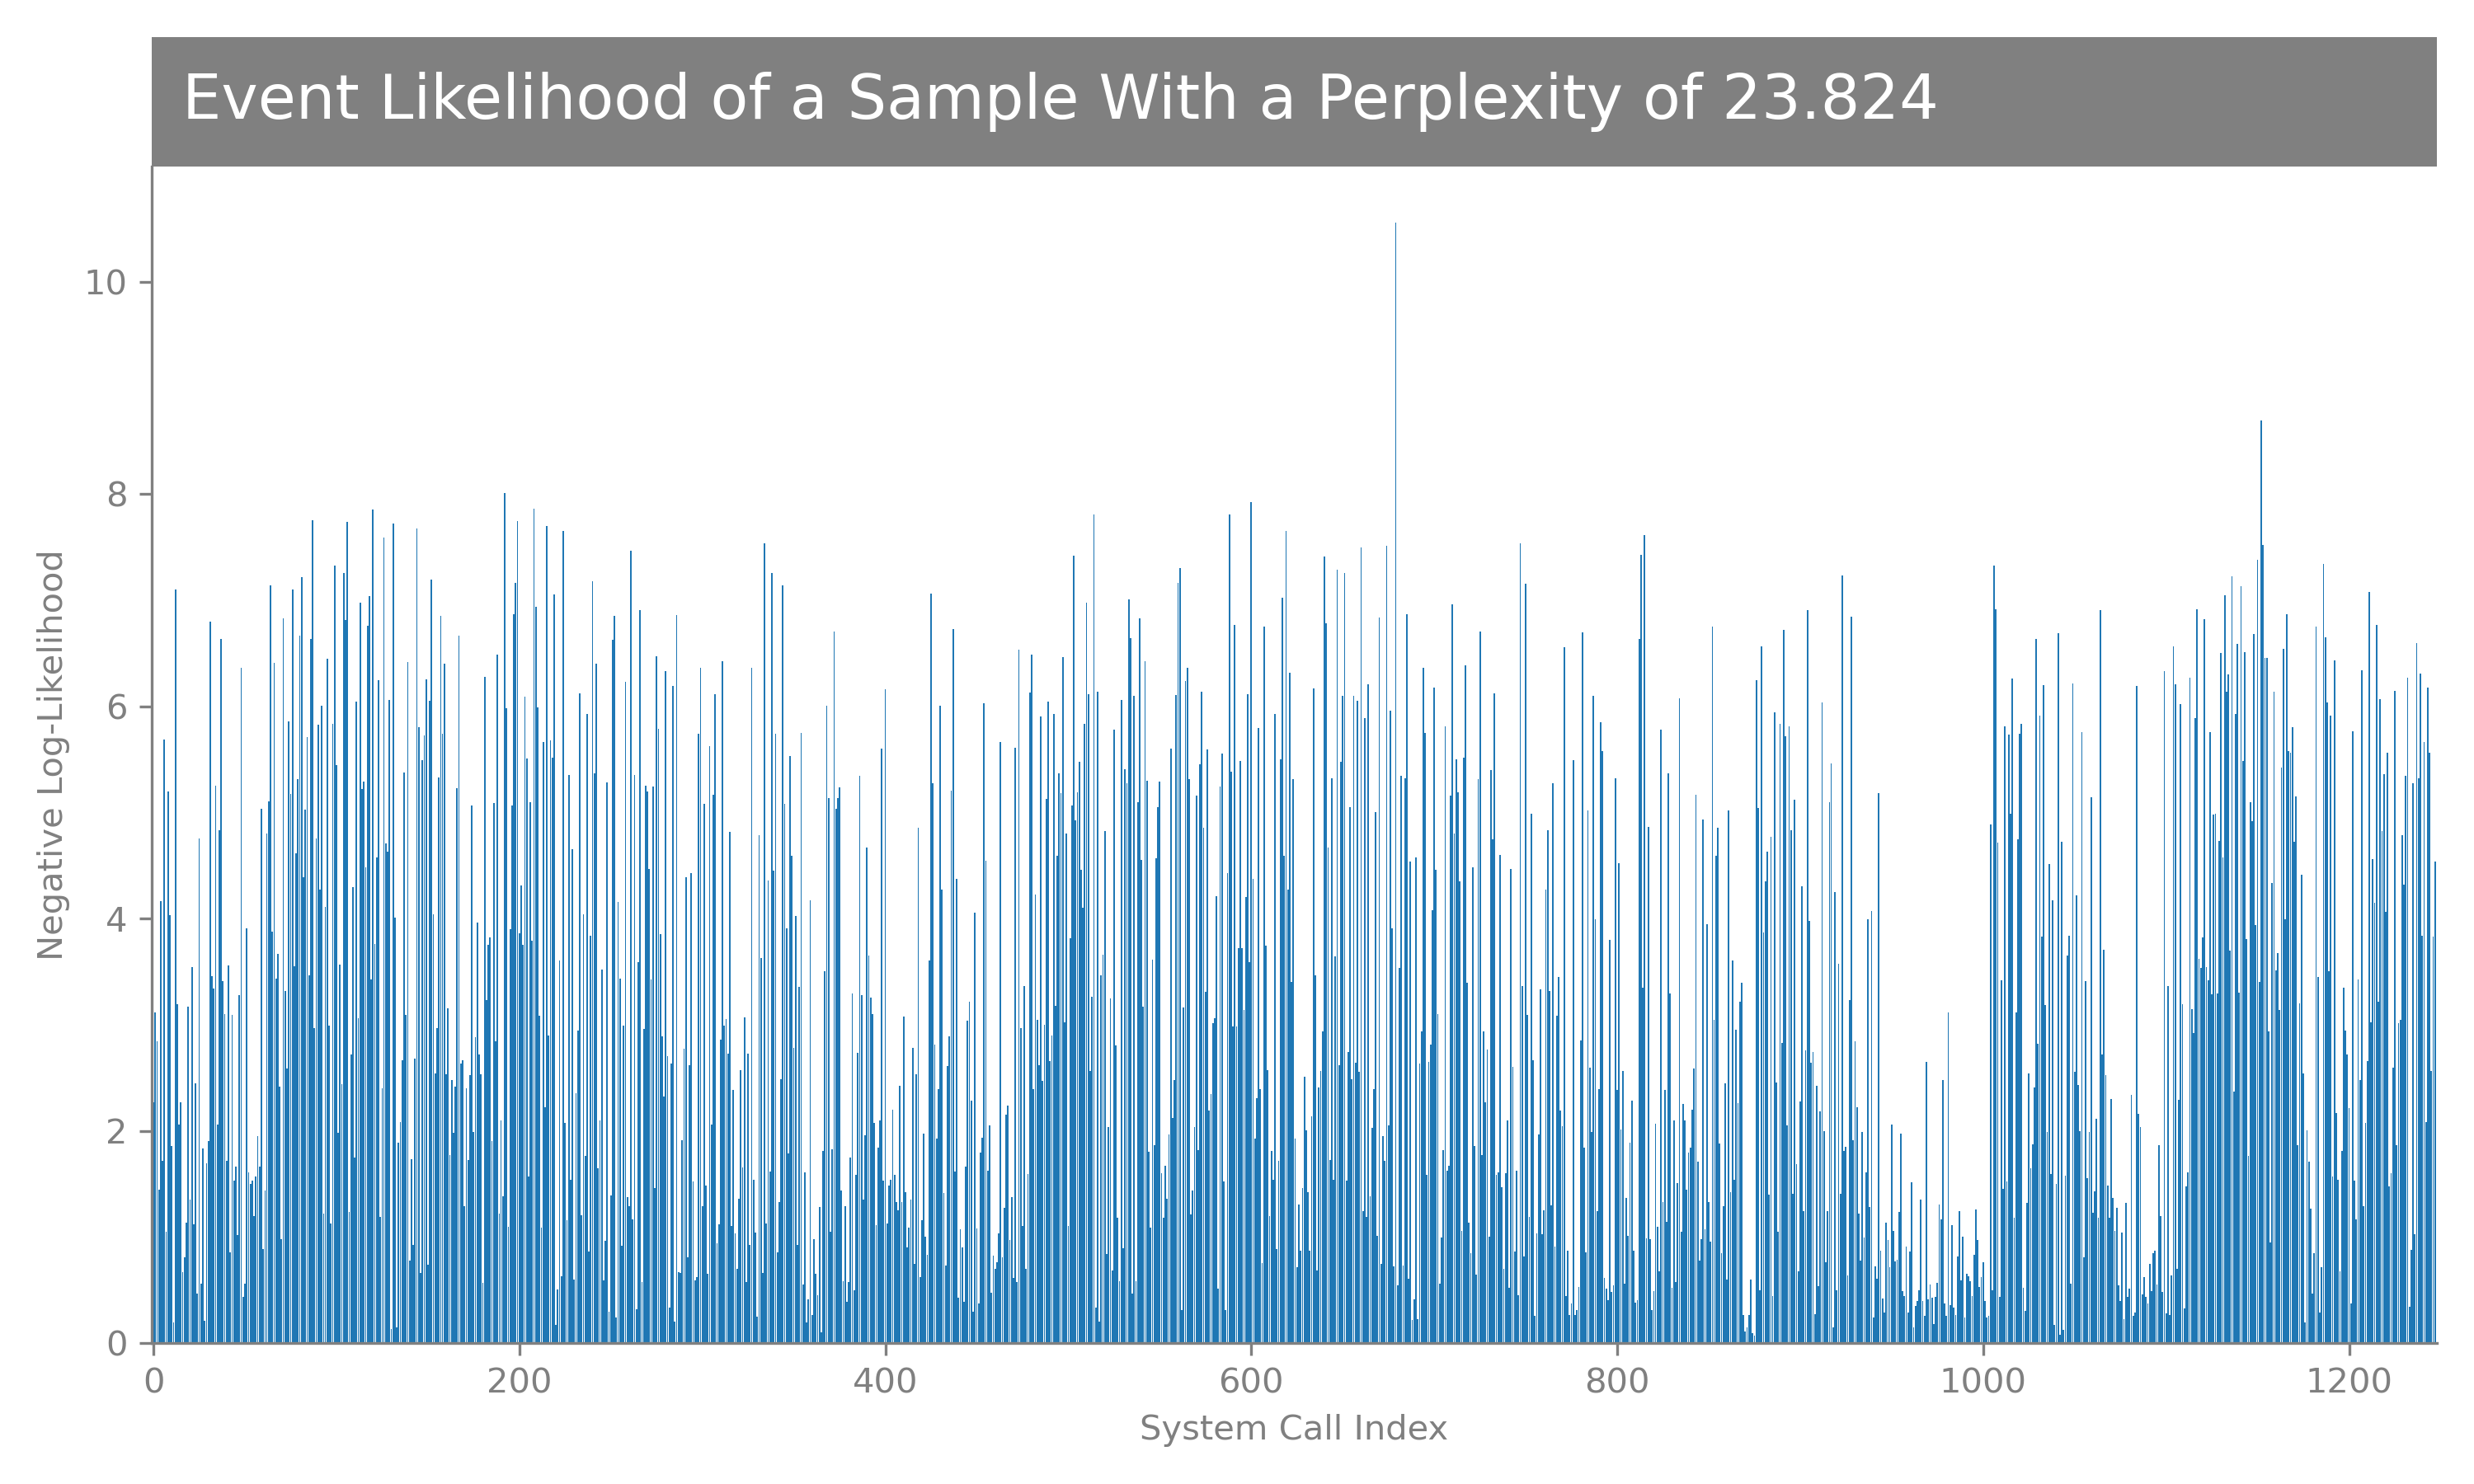 Event Likelihood of a Sample With a Perplexity of 23.824
10
8
6
4
2
0
Negative Log-Likelihood
0 200 400 600 800 1000 1200
System Call Index